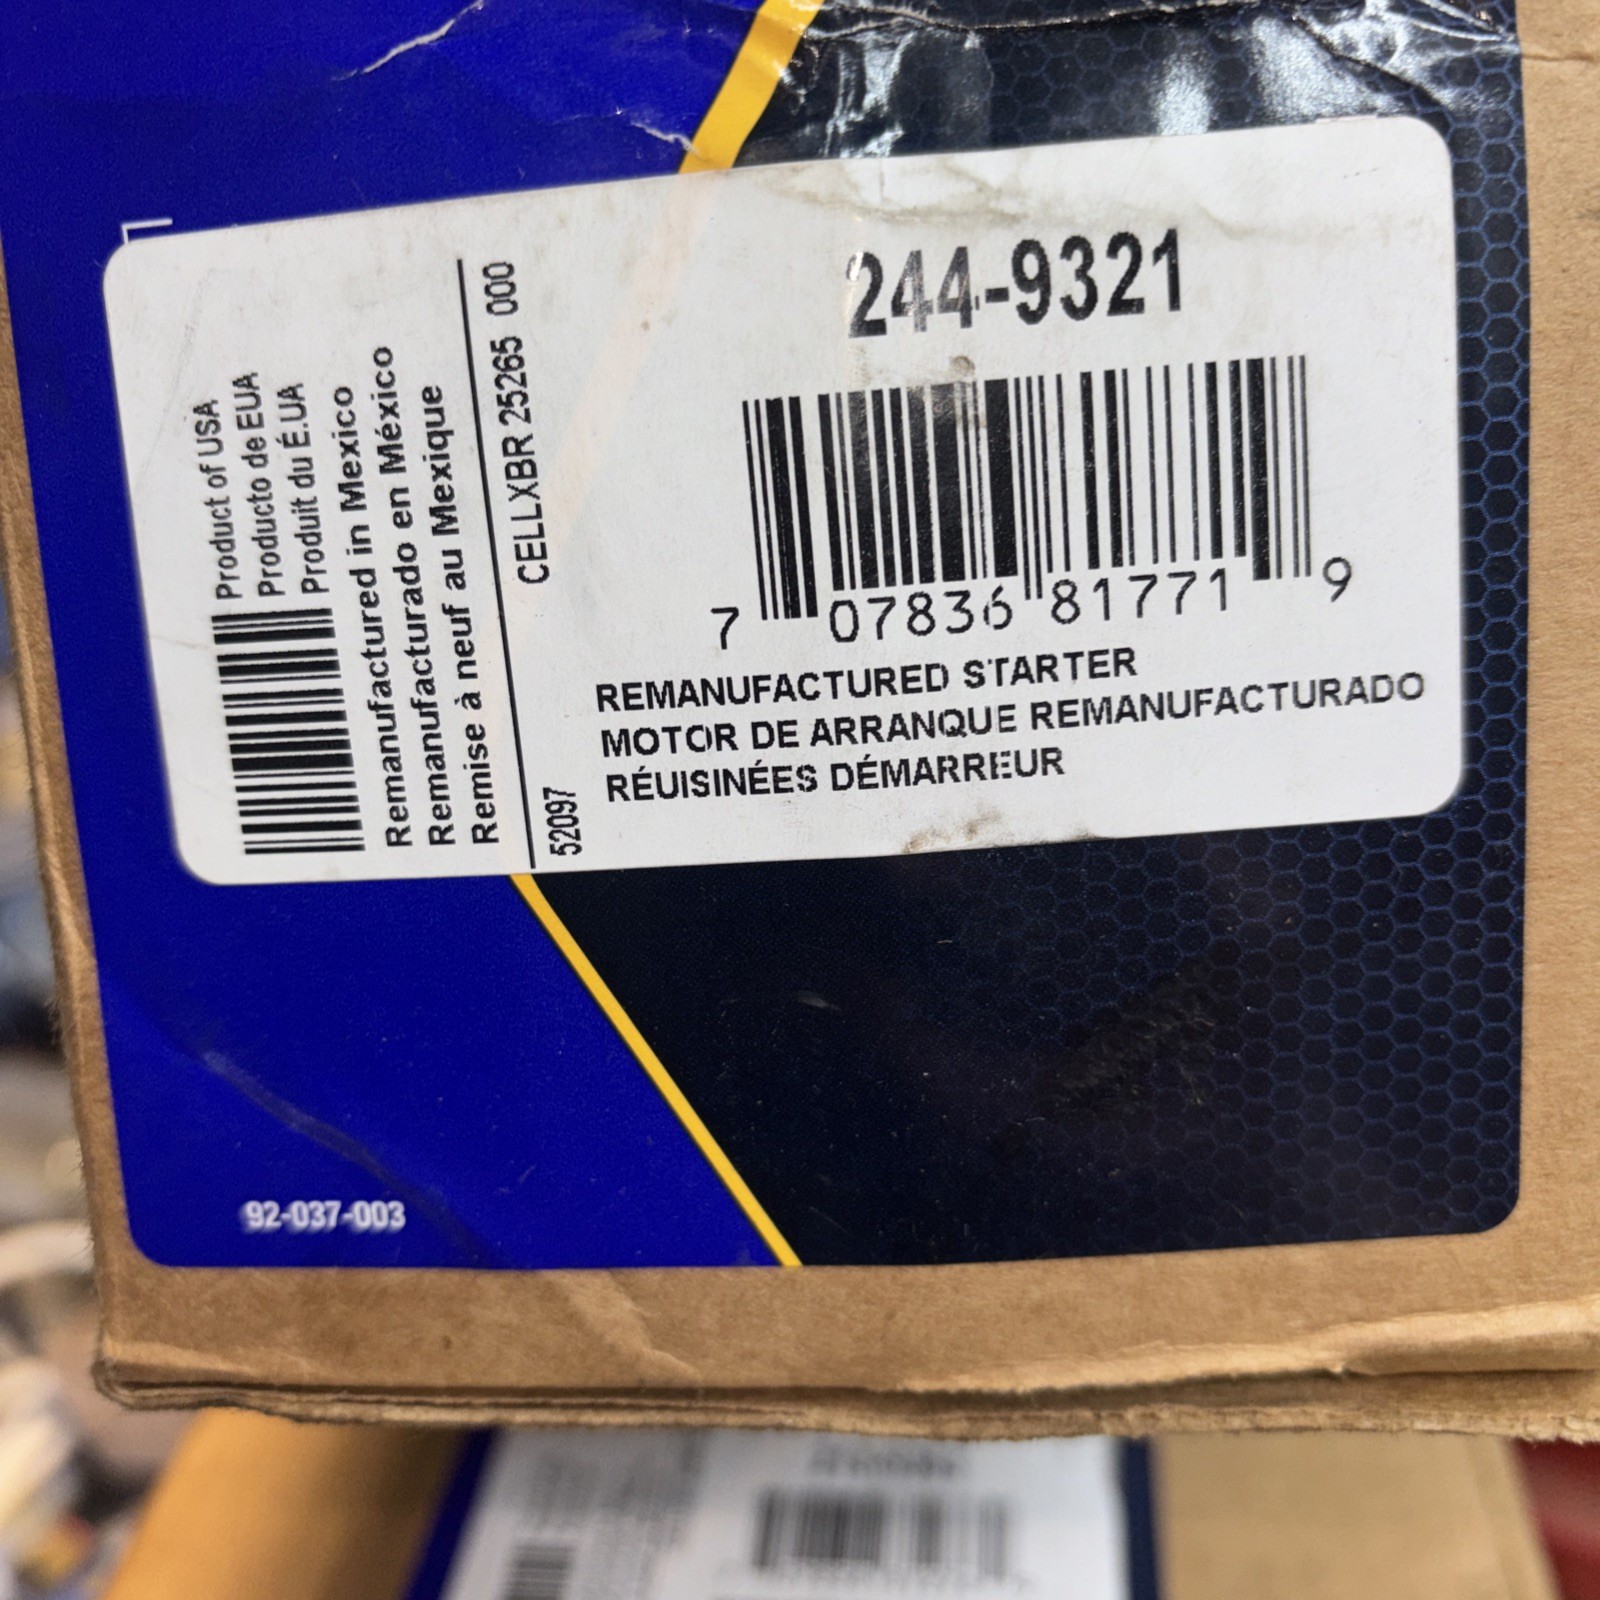 244-9321
7 07836 81771 9
REMANUFACTURED STARTER
MOTOR DE ARRANQUE REMANUFACTURADO
RÉUISINÉES DÉMARREUR
Product of USA
Producto de EUA
Produit du É.UA
Remanufactured in Mexico
Remanufacturado en México
Remise à neuf au Mexique
CELLXBR 25265 000
52097
92-037-003